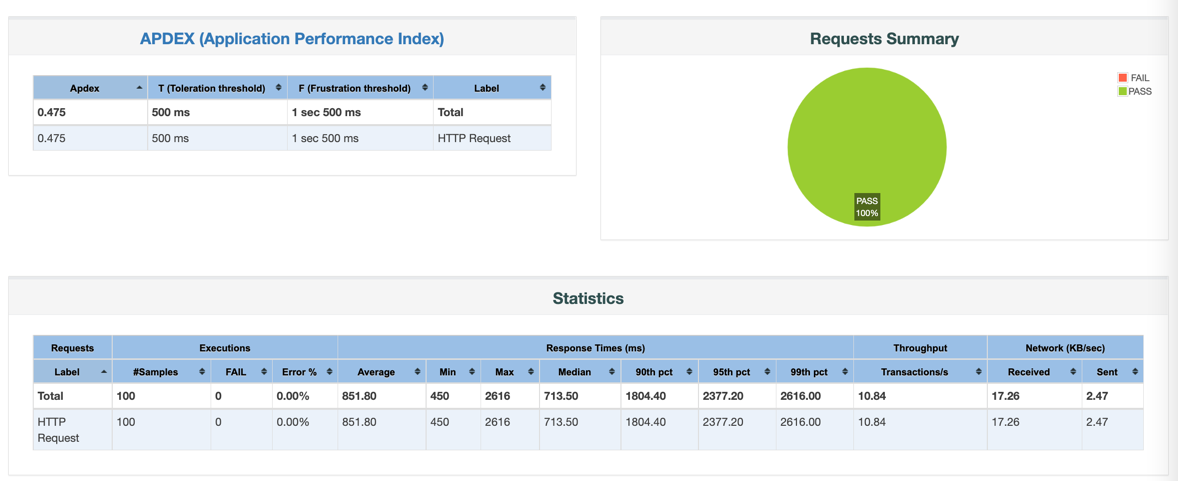 APDEX (Application Performance Index)
Apdex T (Toleration threshold) F (Frustration threshold) Label
0.475 500 ms 1 sec 500 ms Total
0.475 500 ms 1 sec 500 ms HTTP Request
Requests Summary
FAIL
PASS
PASS
100%
Statistics
Requests Executions Response Times (ms) Throughput Network (KB/sec)
Label #Samples FAIL Error % Average Min Max Median 90th pct 95th pct 99th pct Transactions/s Received Sent
Total 100 0 0.00% 851.80 450 2616 713.50 1804.40 2377.20 2616.00 10.84 17.26 2.47
HTTP 100 0 0.00% 851.80 450 2616 713.50 1804.40 2377.20 2616.00 10.84 17.26 2.47
Request